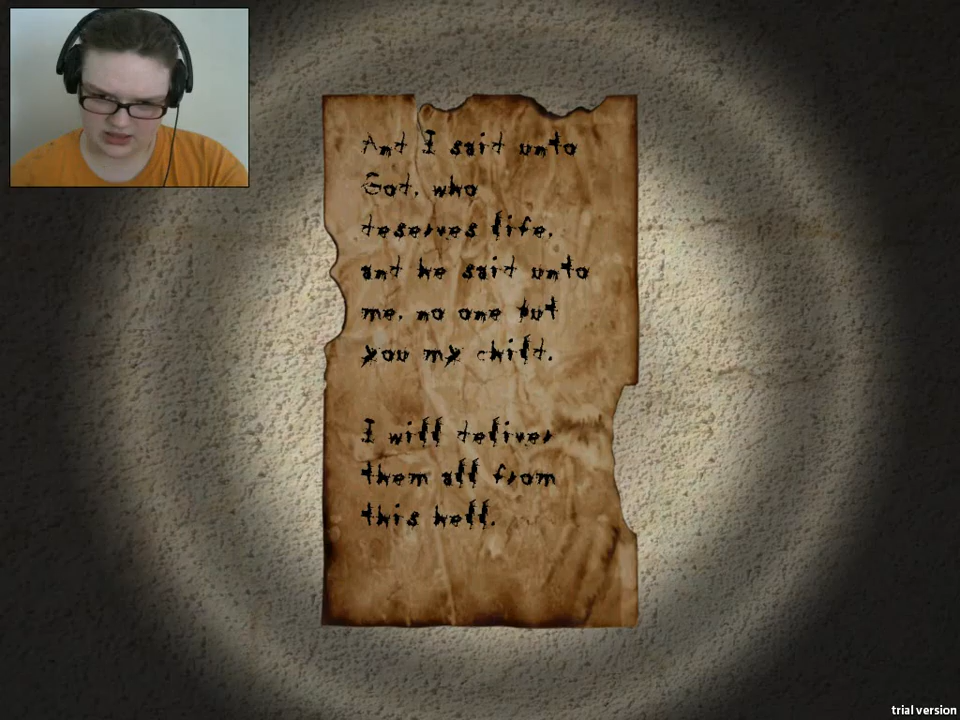 And I said unto
God, who
deserves life,
and he said unto
me, no one but
you my child.
I will deliver
them all from
this hell.
trial version